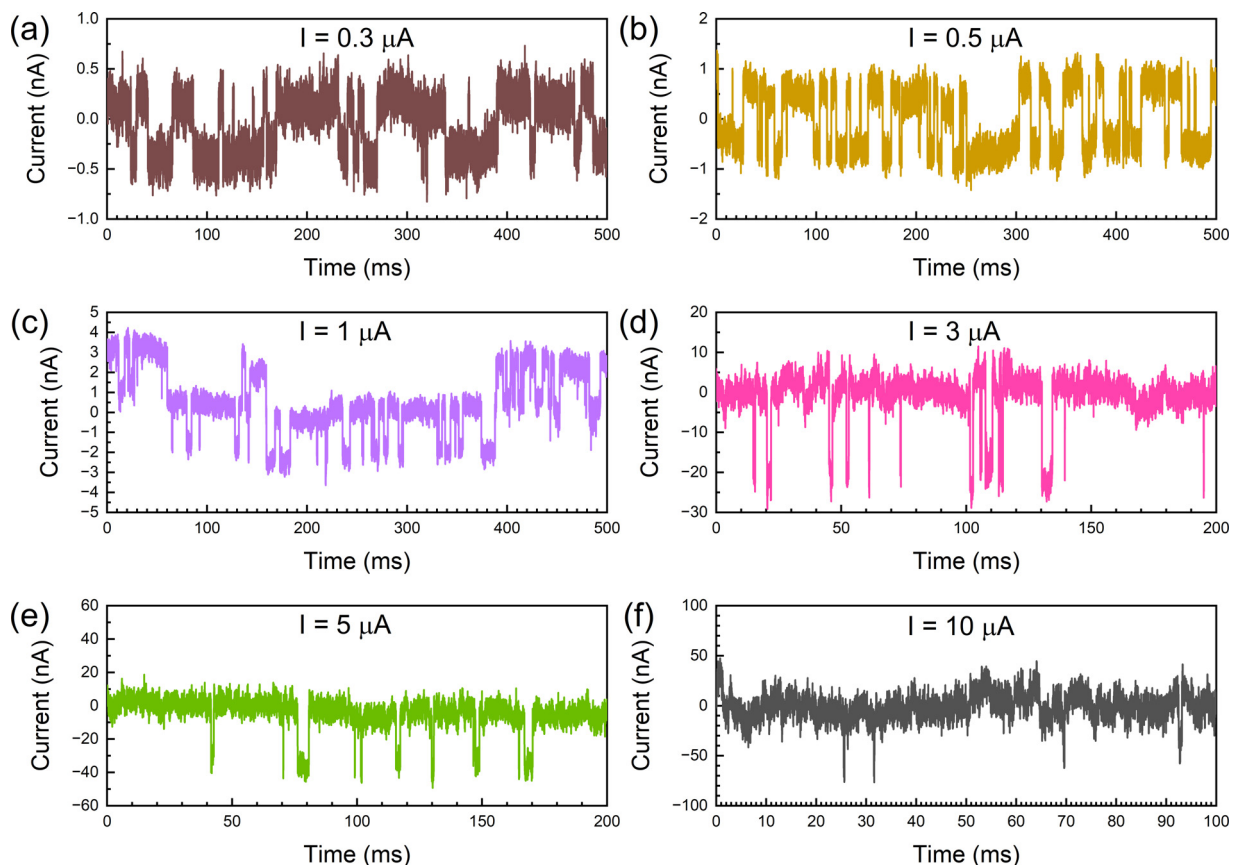 (a)
I = 0.3 μA
Current (nA)
1.0
0.5
0.0
−0.5
−1.0
0 100 200 300 400 500
Time (ms)
(b)
I = 0.5 μA
Current (nA)
2
1
0
−1
−2
0 100 200 300 400 500
Time (ms)
(c)
I = 1 μA
Current (nA)
5
4
3
2
1
0
−1
−2
−3
−4
−5
0 100 200 300 400 500
Time (ms)
(d)
I = 3 μA
Current (nA)
20
10
0
−10
−20
−30
0 50 100 150 200
Time (ms)
(e)
I = 5 μA
Current (nA)
60
40
20
0
−20
−40
−60
0 50 100 150 200
Time (ms)
(f)
I = 10 μA
Current (nA)
100
50
0
−50
−100
0 10 20 30 40 50 60 70 80 90 100
Time (ms)